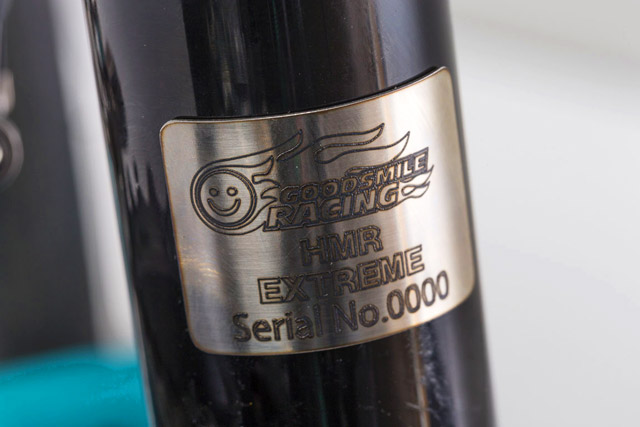 GOODSMILE
RACING
HMR
EXTREME
Serial No.0000